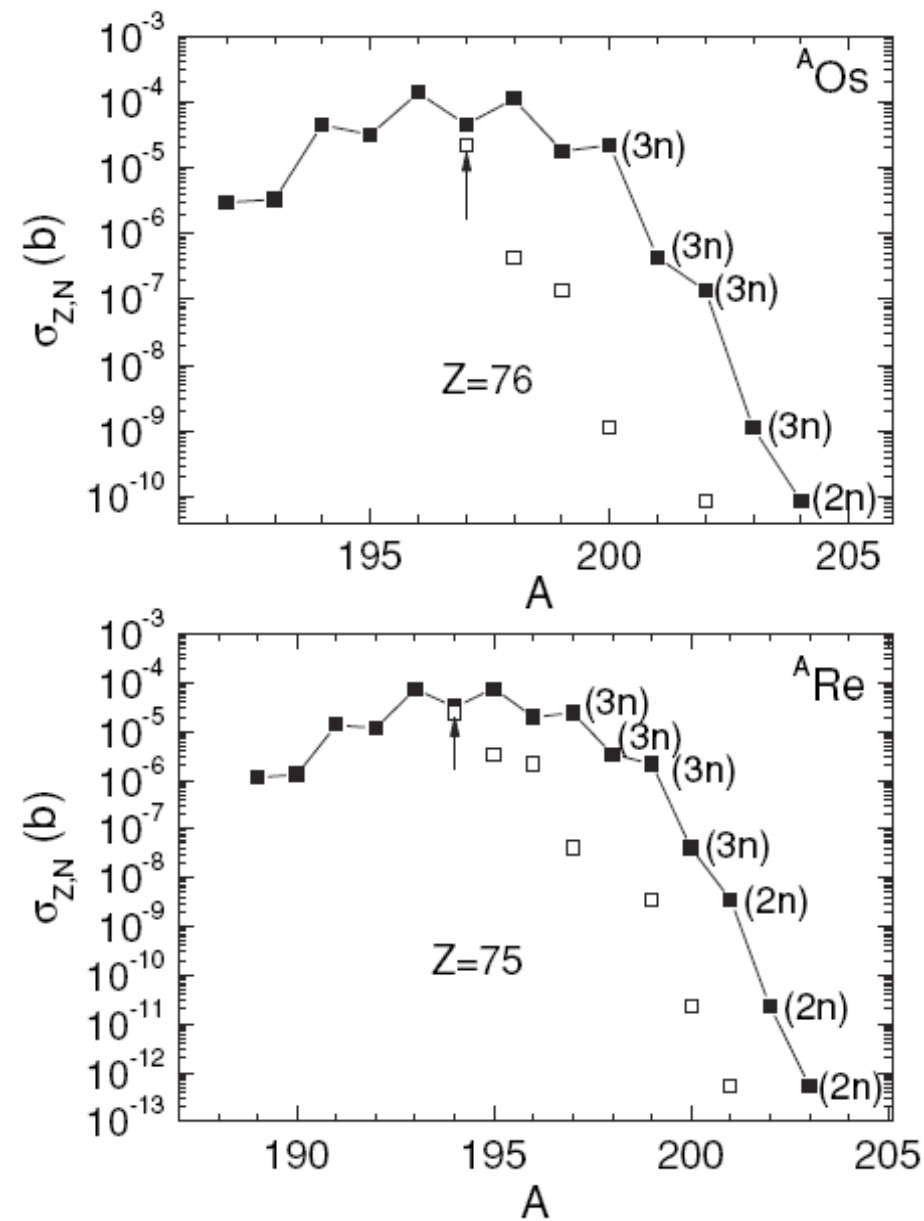 10^-3
^A Os
10^-4
10^-5
(3n)
10^-6
(3n)
10^-7
(3n)
10^-8
Z=76
10^-9
(3n)
10^-10
(2n)
σ_Z,N (b)
195 200 205
A
10^-3
^A Re
10^-4
(3n)
10^-5
(3n)
10^-6
(3n)
10^-7
(3n)
10^-8
10^-9
(2n)
Z=75
10^-10
10^-11
(2n)
10^-12
10^-13
(2n)
σ_Z,N (b)
190 195 200 205
A